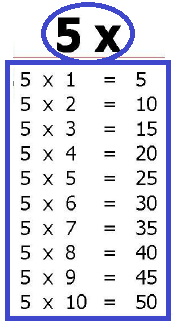 5 x
5 x 1 = 5
5 x 2 = 10
5 x 3 = 15
5 x 4 = 20
5 x 5 = 25
5 x 6 = 30
5 x 7 = 35
5 x 8 = 40
5 x 9 = 45
5 x 10 = 50